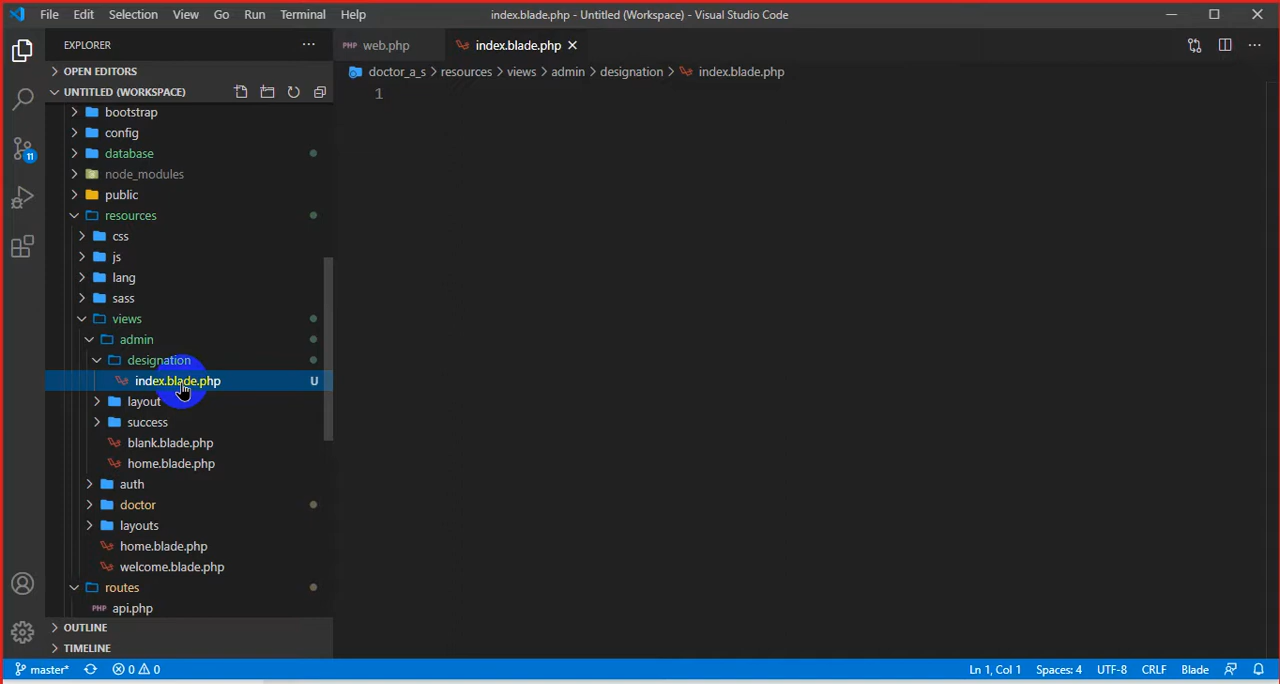 File Edit Selection View Go Run Terminal Help index.blade.php - Untitled (Workspace) - Visual Studio Code
EXPLORER
PHP web.php index.blade.php
OPEN EDITORS
doctor_a_s > resources > views > admin > designation > index.blade.php
UNTITLED (WORKSPACE)
1
bootstrap
config
database
11
node_modules
public
resources
css
js
lang
sass
views
admin
designation
index.blade.php U
layout
success
blank.blade.php
home.blade.php
auth
doctor
layouts
home.blade.php
welcome.blade.php
routes
PHP api.php
OUTLINE
TIMELINE
master* 0 0 Ln 1, Col 1 Spaces: 4 UTF-8 CRLF Blade